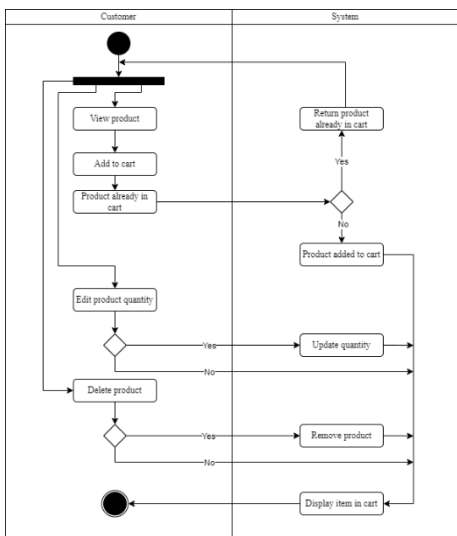 Customer
System
View product
Return product
already in cart
Yes
Add to cart
Product already in
cart
No
Product added to cart
Edit product quantity
Yes
Update quantity
No
Delete product
Yes
Remove product
No
Display item in cart